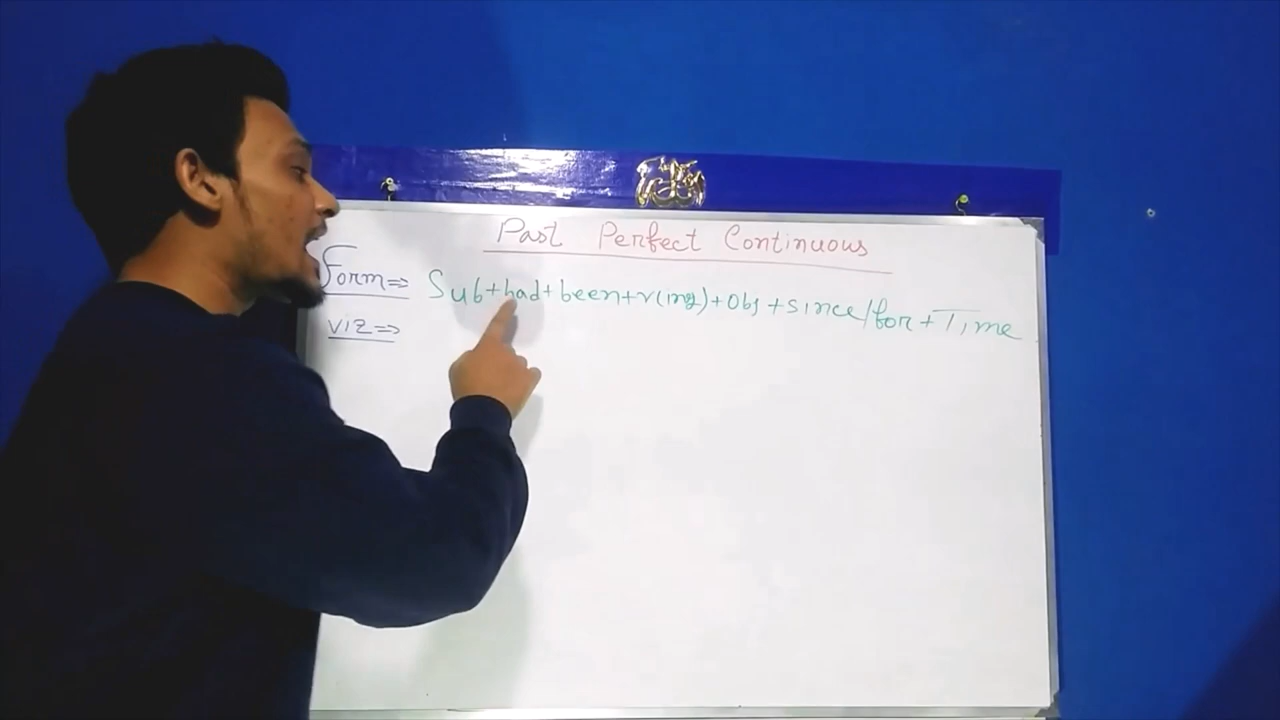 Past Perfect Continuous
Form=> Sub+had+been+v(ing)+Obj+since/for+Time
viz=>